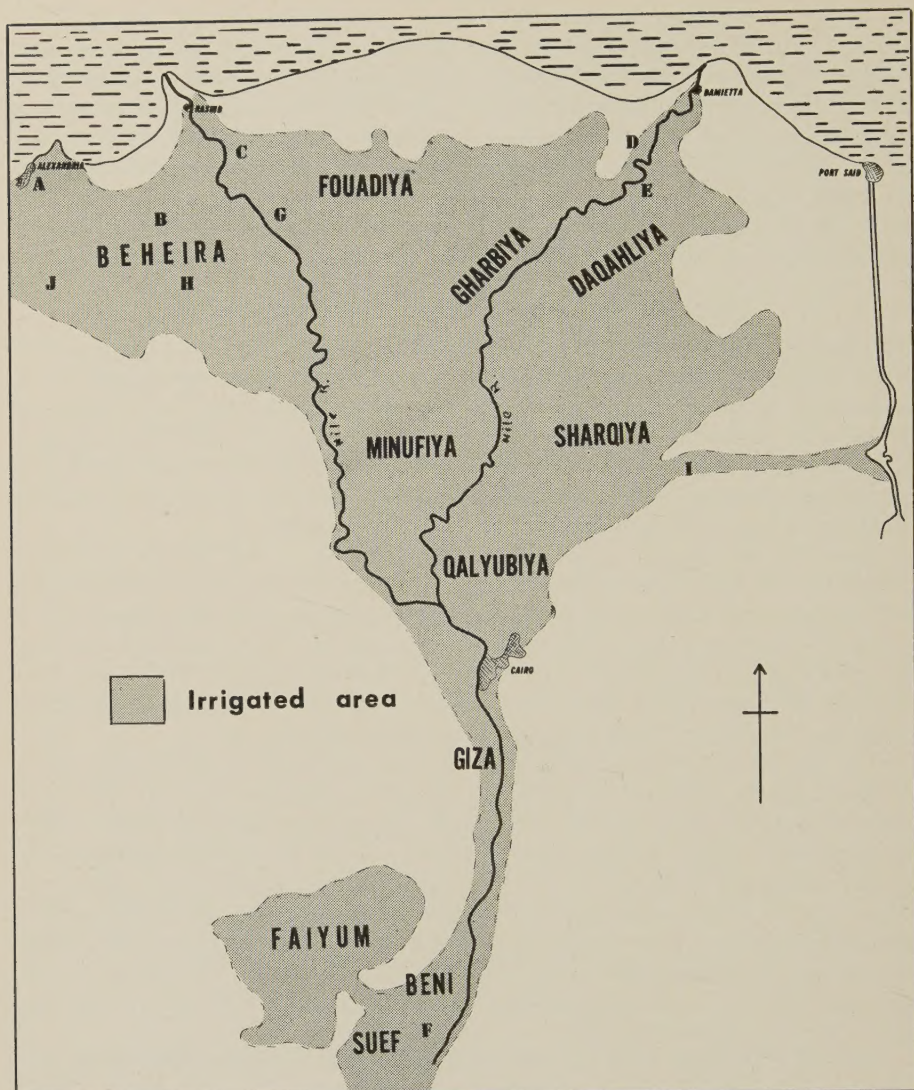 DAMIETTA
RASHID
D
C
ALEXANDRIA
A
PORT SAID
FOUADIYA
E
G
B
GHARBIYA
BEHEIRA
DAQAHLIYA
J
H
Nile R.
Nile R.
MINUFIYA
SHARQIYA
I
QALYUBIYA
CAIRO
Irrigated area
GIZA
FAIYUM
BENI
SUEF
F